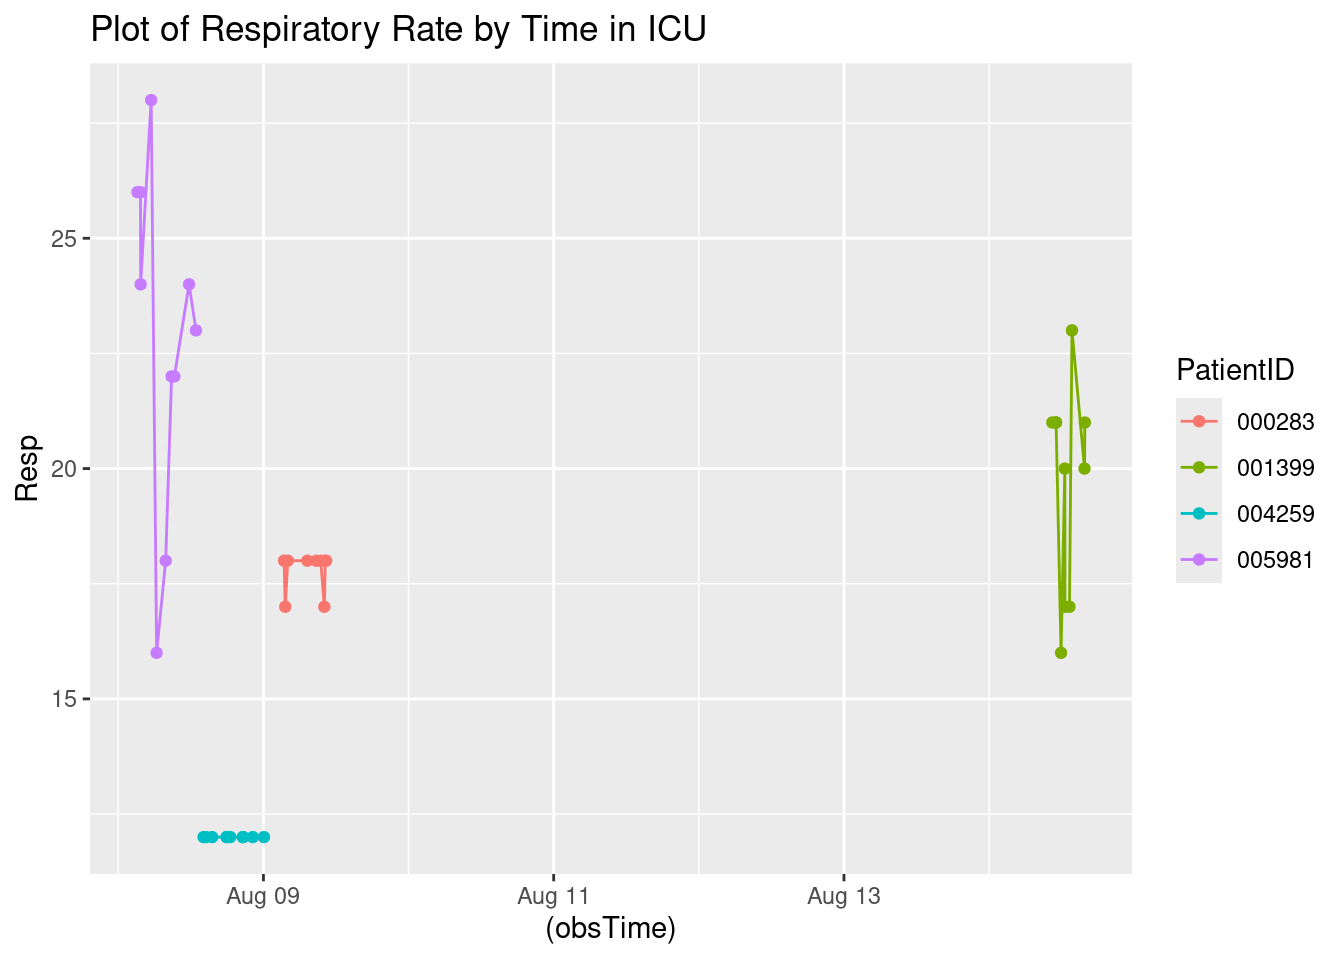 Plot of Respiratory Rate by Time in ICU
Resp
25
20
15
Aug 09
Aug 11
Aug 13
(obsTime)
PatientID
000283
001399
004259
005981